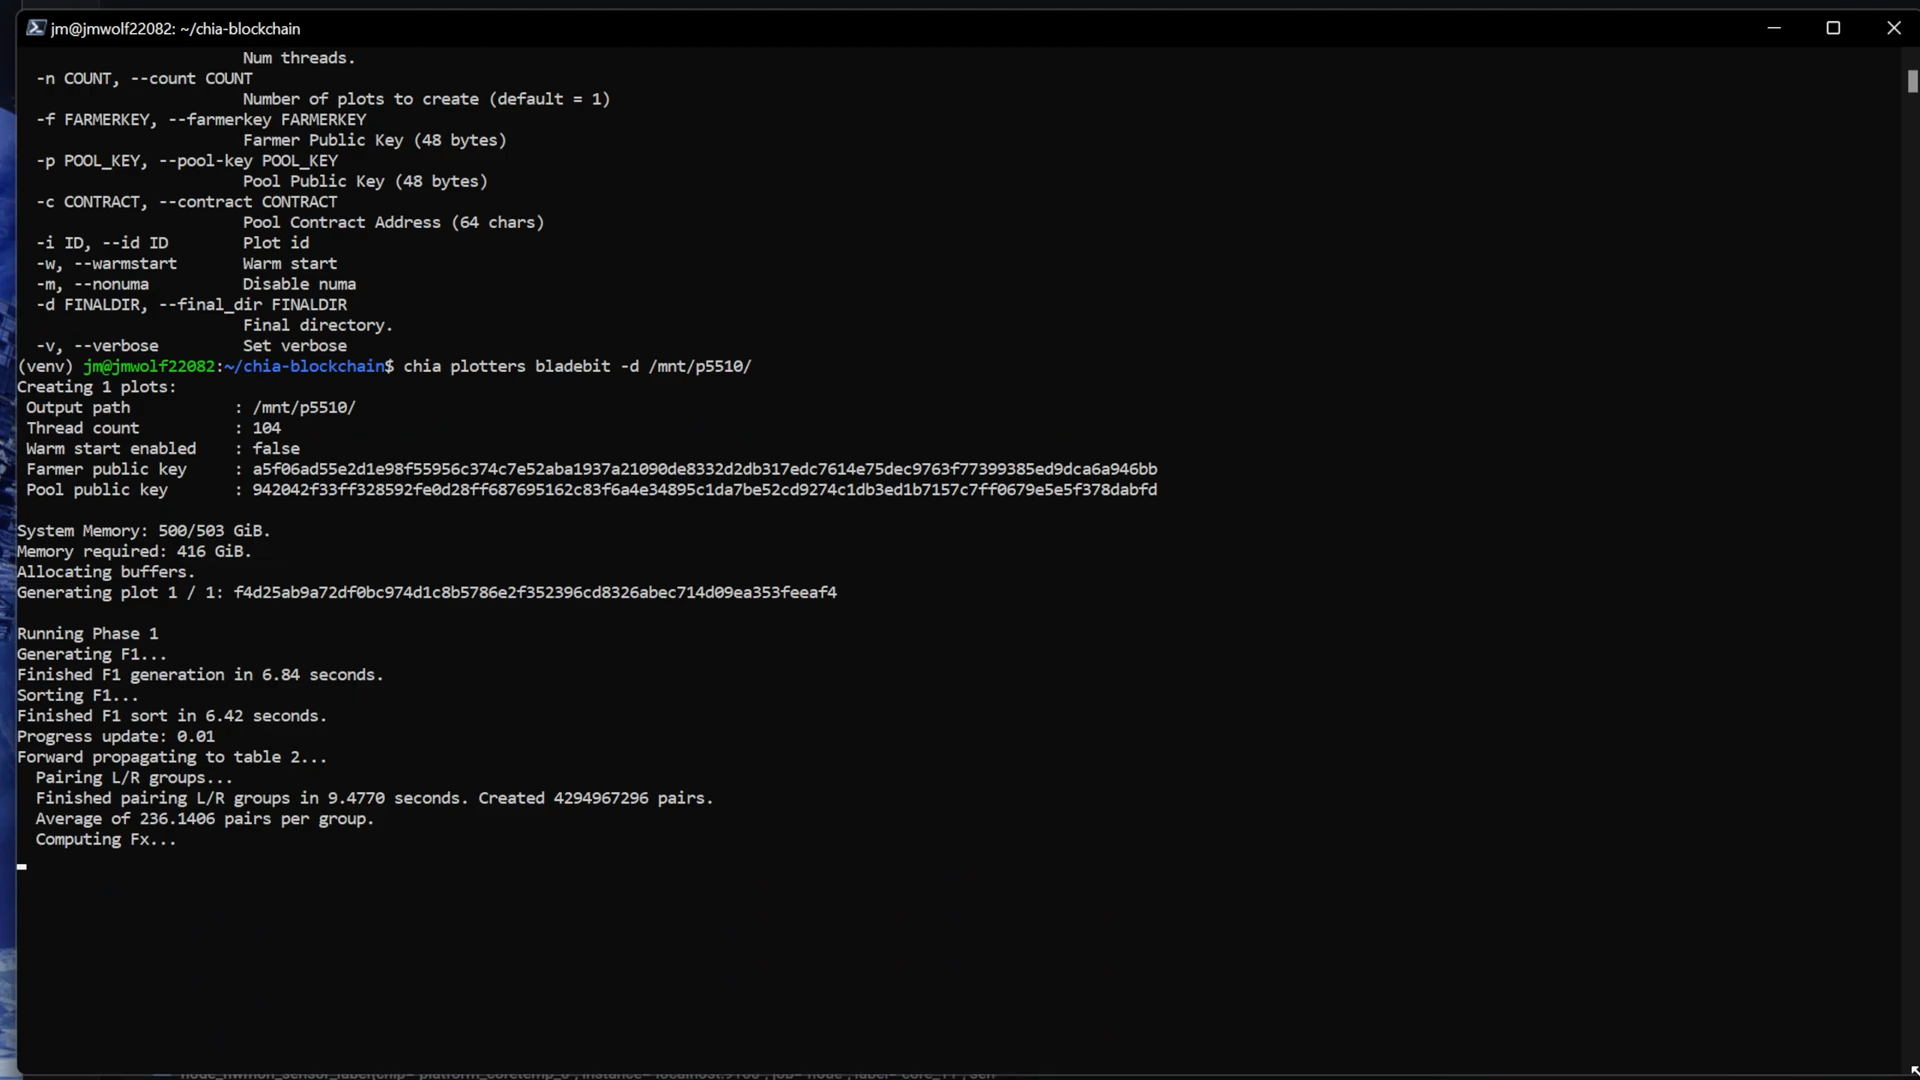 jm@jmwolf22082: ~/chia-blockchain
Num threads.
-n COUNT, --count COUNT
Number of plots to create (default = 1)
-f FARMERKEY, --farmerkey FARMERKEY
Farmer Public Key (48 bytes)
-p POOL_KEY, --pool-key POOL_KEY
Pool Public Key (48 bytes)
-c CONTRACT, --contract CONTRACT
Pool Contract Address (64 chars)
-i ID, --id ID Plot id
-w, --warmstart Warm start
-m, --nonuma Disable numa
-d FINALDIR, --final_dir FINALDIR
Final directory.
-v, --verbose Set verbose
(venv) jm@jmwolf22082:~/chia-blockchain$ chia plotters bladebit -d /mnt/p5510/
Creating 1 plots:
Output path : /mnt/p5510/
Thread count : 104
Warm start enabled : false
Farmer public key : a5f06ad55e2d1e98f55956c374c7e52aba1937a21090de8332d2db317edc7614e75dec9763f77399385ed9dca6a946bb
Pool public key : 942042f33ff328592fe0d28ff687695162c83f6a4e34895c1da7be52cd9274c1db3ed1b7157c7ff0679e5e5f378dabfd
System Memory: 500/503 GiB.
Memory required: 416 GiB.
Allocating buffers.
Generating plot 1 / 1: f4d25ab9a72df0bc974d1c8b5786e2f352396cd8326abec714d09ea353feeaf4
Running Phase 1
Generating F1...
Finished F1 generation in 6.84 seconds.
Sorting F1...
Finished F1 sort in 6.42 seconds.
Progress update: 0.01
Forward propagating to table 2...
Pairing L/R groups...
Finished pairing L/R groups in 9.4770 seconds. Created 4294967296 pairs.
Average of 236.1406 pairs per group.
Computing Fx...